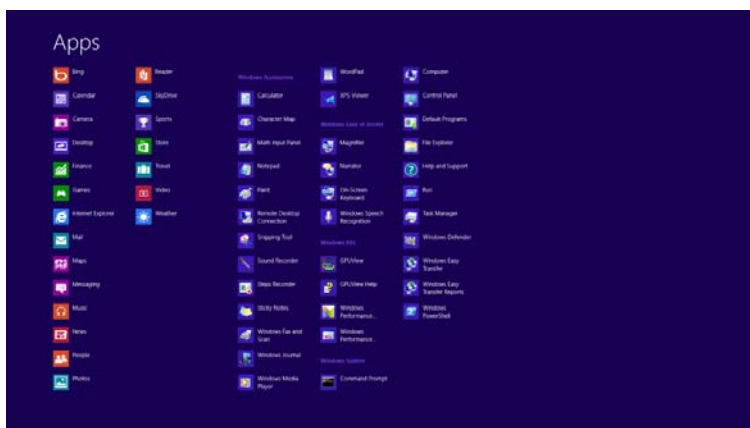 Apps
Bing
Calendar
Camera
Desktop
Finance
Games
Internet Explorer
Mail
Maps
Messaging
Music
News
People
Photos
Reader
SkyDrive
Sports
Store
Travel
Video
Weather
Windows Accessories
Calculator
Character Map
Math Input Panel
Notepad
Paint
Remote Desktop
Connection
Snipping Tool
Sound Recorder
Steps Recorder
Sticky Notes
Windows Fax and
Scan
Windows Journal
Windows Media
Player
WordPad
XPS Viewer
Windows Ease of Access
Magnifier
Narrator
On-Screen
Keyboard
Windows Speech
Recognition
Windows Kits
GPUView
GPUView Help
Windows
Performance...
Windows
Performance...
Windows System
Command Prompt
Computer
Control Panel
Default Programs
File Explorer
Help and Support
Run
Task Manager
Windows Defender
Windows Easy
Transfer
Windows Easy
Transfer Reports
Windows
PowerShell